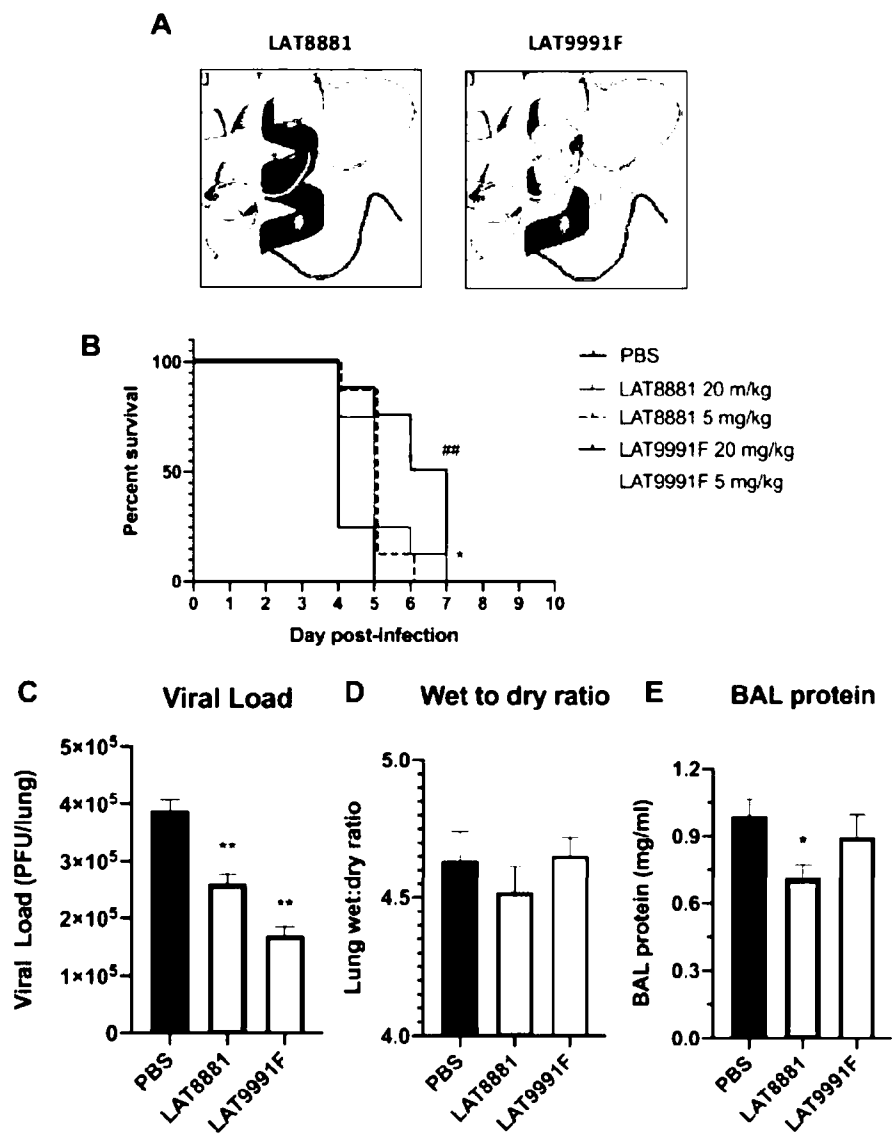 A
LAT8881
LAT9991F
B
Percent survival
100
50
0
0 1 2 3 4 5 6 7 8 9 10
Day post-infection
##
*
PBS
LAT8881 20 m/kg
LAT8881 5 mg/kg
LAT9991F 20 mg/kg
LAT9991F 5 mg/kg
C
Viral Load
Viral Load (PFU/lung)
5×10⁵
4×10⁵
3×10⁵
2×10⁵
1×10⁵
0
**
**
PBS
LAT8881
LAT9991F
D
Wet to dry ratio
Lung wet:dry ratio
5.0
4.5
4.0
PBS
LAT8881
LAT9991F
E
BAL protein
BAL protein (mg/ml)
1.2
0.9
0.6
0.3
0.0
*
PBS
LAT8881
LAT9991F